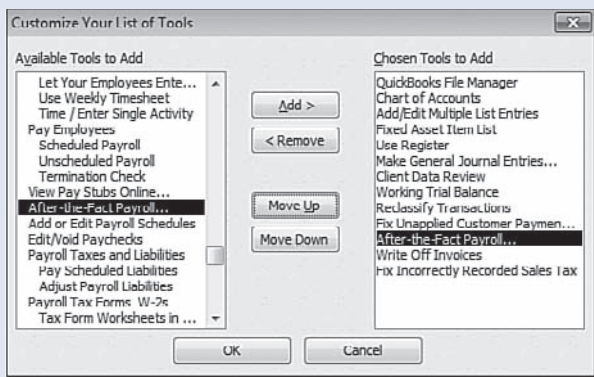 Customize Your List of Tools
Available Tools to Add
Let Your Employees Ente...
Use Weekly Timesheet
Time / Enter Single Activity
Pay Employees
Scheduled Payroll
Unscheduled Payroll
Termination Check
View Pay Stubs Online...
After-the-Fact Payroll...
Add or Edit Payroll Schedules
Edit/Void Paychecks
Payroll Taxes and Liabilities
Pay Scheduled Liabilities
Adjust Payroll Liabilities
Payroll Tax Forms W-2s
Tax Form Worksheets in ...
Add >
< Remove
Move Up
Move Down
Chosen Tools to Add
QuickBooks File Manager
Chart of Accounts
Add/Edit Multiple List Entries
Fixed Asset Item List
Use Register
Make General Journal Entries...
Client Data Review
Working Trial Balance
Reclassify Transactions
Fix Unapplied Customer Paymen...
After-the-Fact Payroll...
Write Off Invoices
Fix Incorrectly Recorded Sales Tax
OK
Cancel